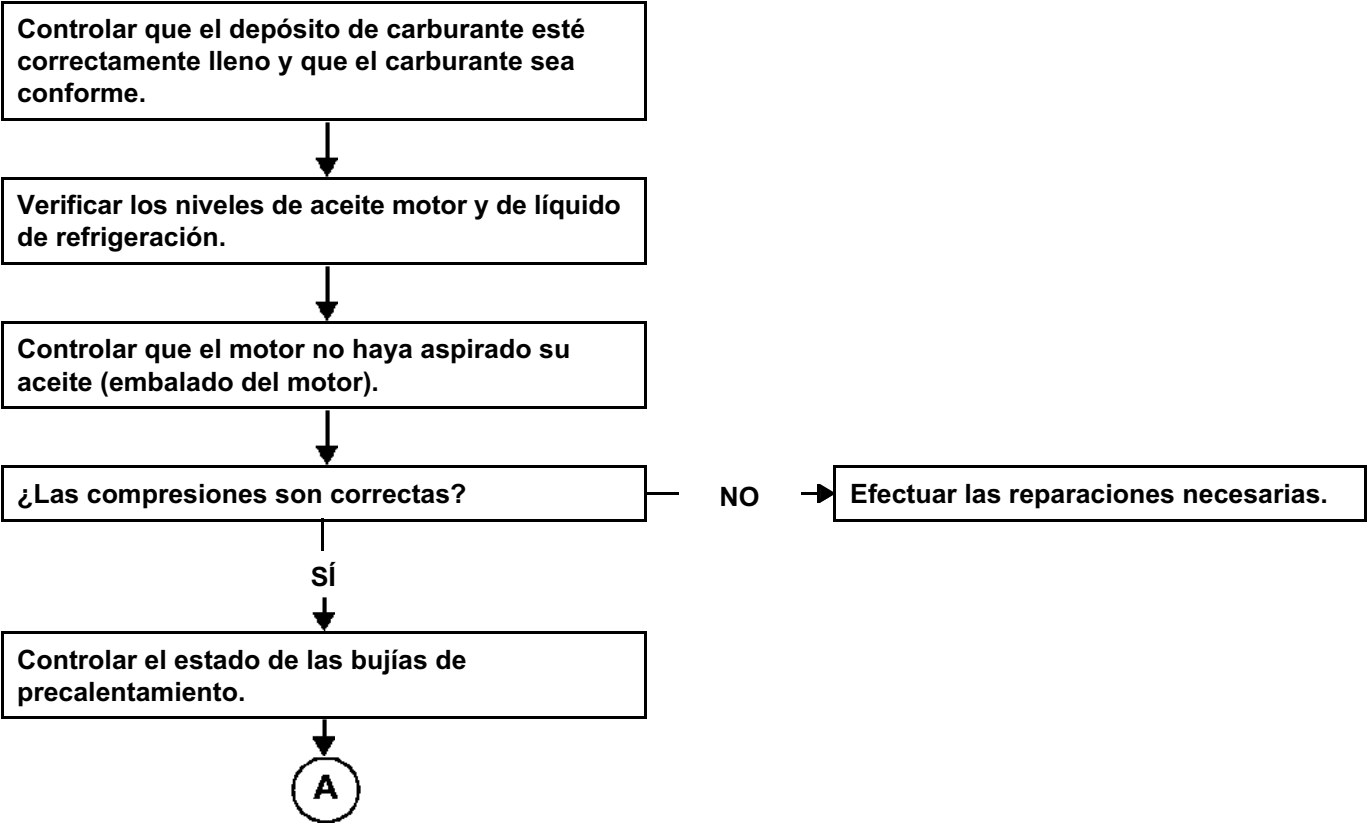 Controlar que el depósito de carburante esté
correctamente lleno y que el carburante sea
conforme.
Verificar los niveles de aceite motor y de líquido
de refrigeración.
Controlar que el motor no haya aspirado su
aceite (embalado del motor).
¿Las compresiones son correctas?
NO
Efectuar las reparaciones necesarias.
SÍ
Controlar el estado de las bujías de
precalentamiento.
A